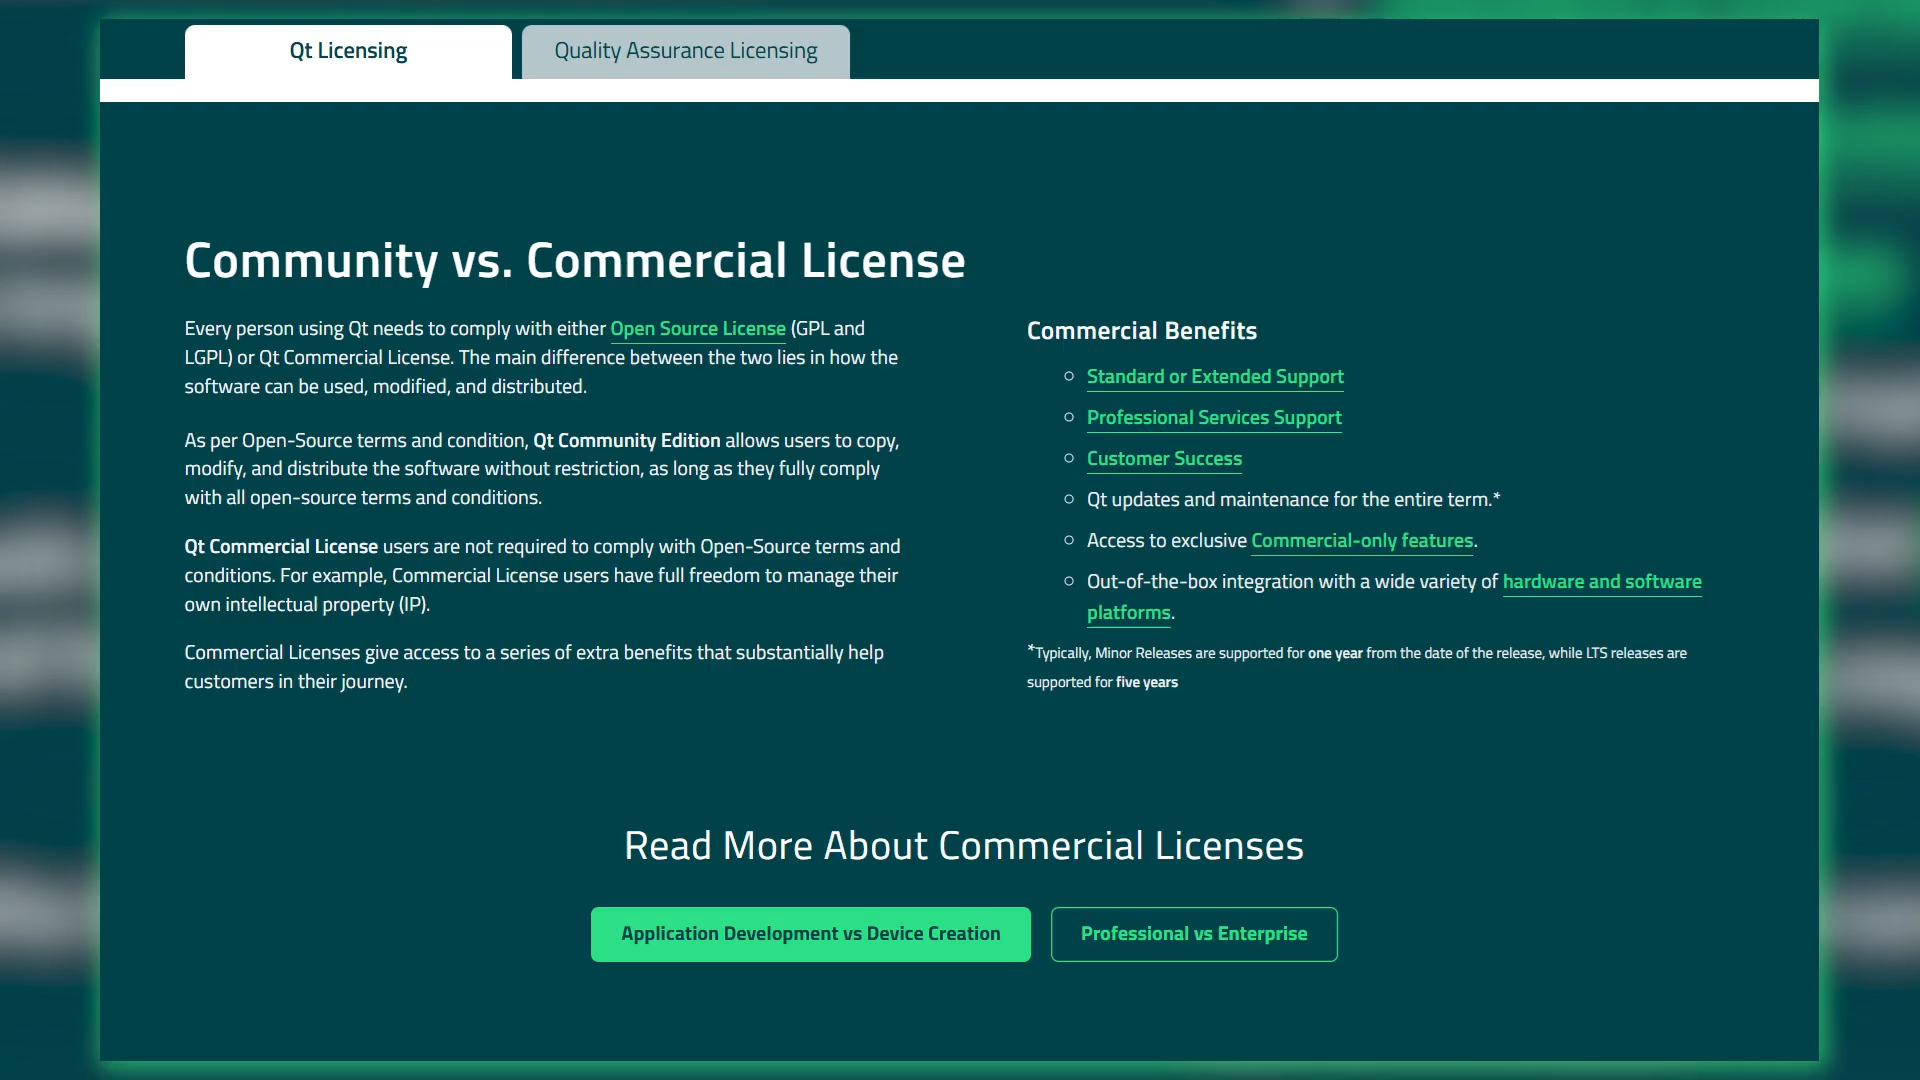 Qt Licensing
Quality Assurance Licensing
Community vs. Commercial License
Every person using Qt needs to comply with either Open Source License (GPL and
LGPL) or Qt Commercial License. The main difference between the two lies in how the
software can be used, modified, and distributed.
As per Open-Source terms and condition, Qt Community Edition allows users to copy,
modify, and distribute the software without restriction, as long as they fully comply
with all open-source terms and conditions.
Qt Commercial License users are not required to comply with Open-Source terms and
conditions. For example, Commercial License users have full freedom to manage their
own intellectual property (IP).
Commercial Licenses give access to a series of extra benefits that substantially help
customers in their journey.
Commercial Benefits
Standard or Extended Support
Professional Services Support
Customer Success
Qt updates and maintenance for the entire term.*
Access to exclusive Commercial-only features.
Out-of-the-box integration with a wide variety of hardware and software
platforms.
*Typically, Minor Releases are supported for one year from the date of the release, while LTS releases are
supported for five years
Read More About Commercial Licenses
Application Development vs Device Creation
Professional vs Enterprise